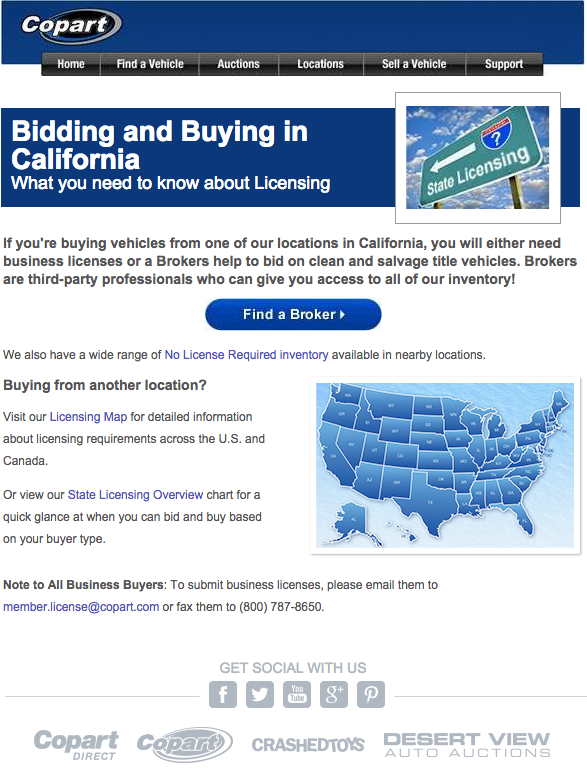 Copart
Home Find a Vehicle Auctions Locations Sell a Vehicle Support
Bidding and Buying in
California
What you need to know about Licensing
?
State Licensing
If you're buying vehicles from one of our locations in California, you will either need
business licenses or a Brokers help to bid on clean and salvage title vehicles. Brokers
are third-party professionals who can give you access to all of our inventory!
Find a Broker
We also have a wide range of No License Required inventory available in nearby locations.
Buying from another location?
Visit our Licensing Map for detailed information
about licensing requirements across the U.S. and
Canada.
Or view our State Licensing Overview chart for a
quick glance at when you can bid and buy based
on your buyer type.
Note to All Business Buyers: To submit business licenses, please email them to
member.license@copart.com or fax them to (800) 787-8650.
GET SOCIAL WITH US
f You Tube g+
Copart DIRECT
Copart
CRASHEDTOYS
DESERT VIEW
AUTO AUCTIONS